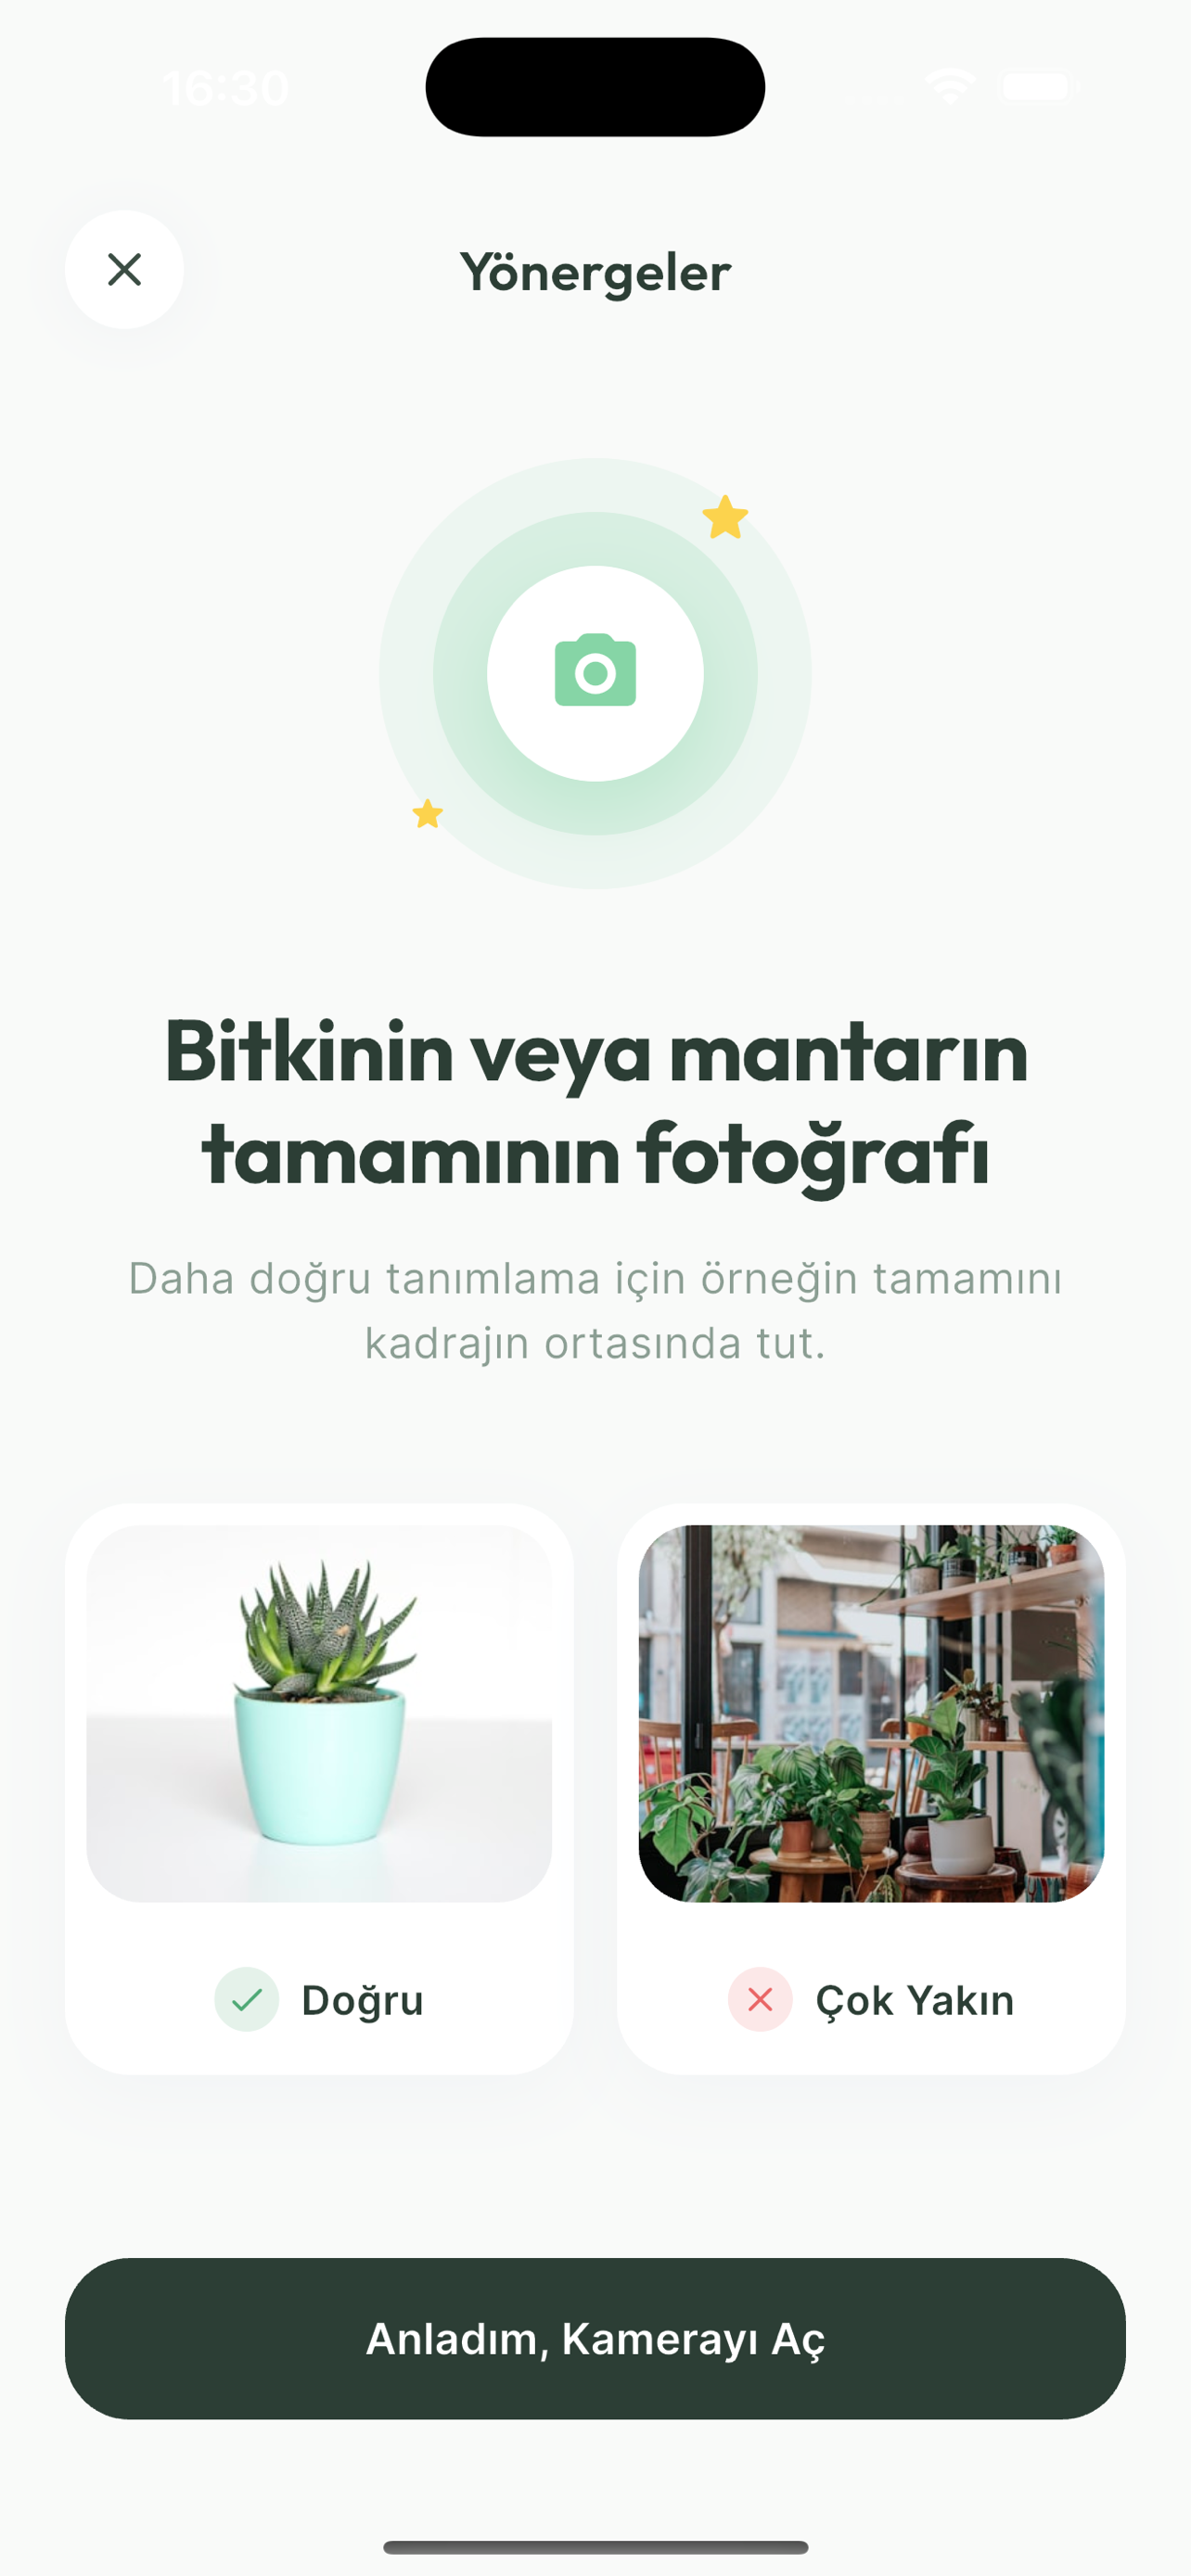 16:30
Yönergeler
Bitkinin veya mantarın
tamamının fotoğrafı
Daha doğru tanımlama için örneğin tamamını
kadrajın ortasında tut.
Doğru
Çok Yakın
Anladım, Kamerayı Aç